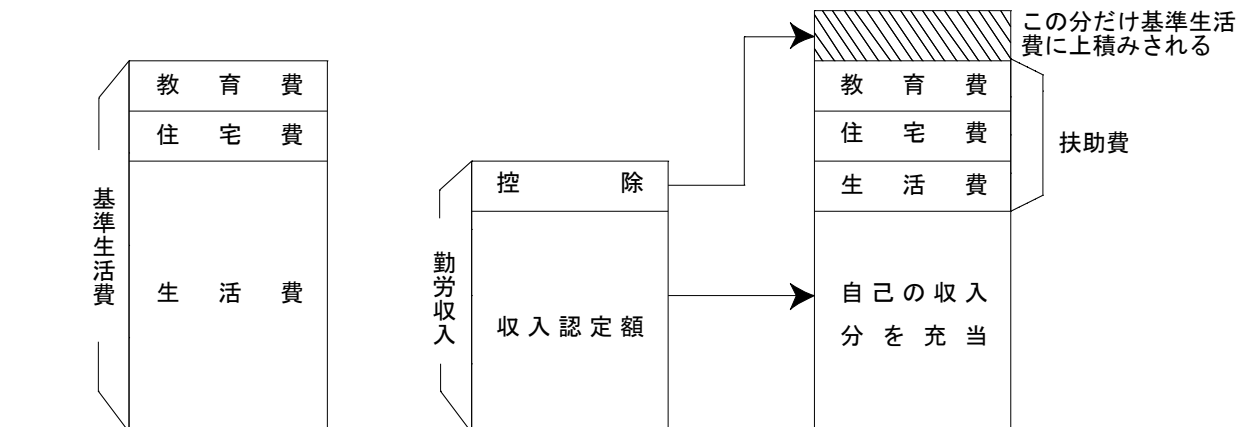 教育費
住宅費
生活費
基準生活費
控除
収入認定額
勤労収入
この分だけ基準生活
費に上積みされる
教育費
住宅費
生活費
扶助費
自己の収入
分を充当